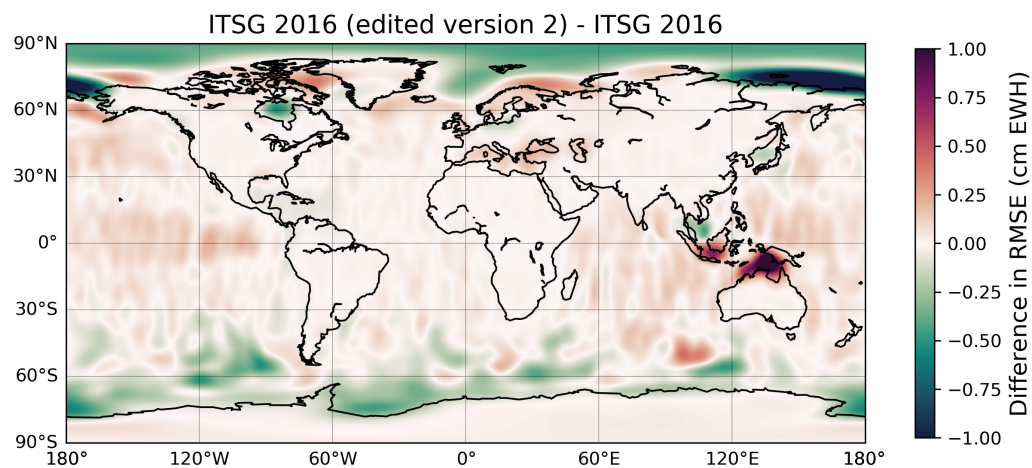 ITSG 2016 (edited version 2) - ITSG 2016
90°N
60°N
30°N
0°
30°S
60°S
90°S
180° 120°W 60°W 0° 60°E 120°E 180°
1.00
0.75
0.50
0.25
0.00
−0.25
−0.50
−0.75
−1.00
Difference in RMSE (cm EWH)